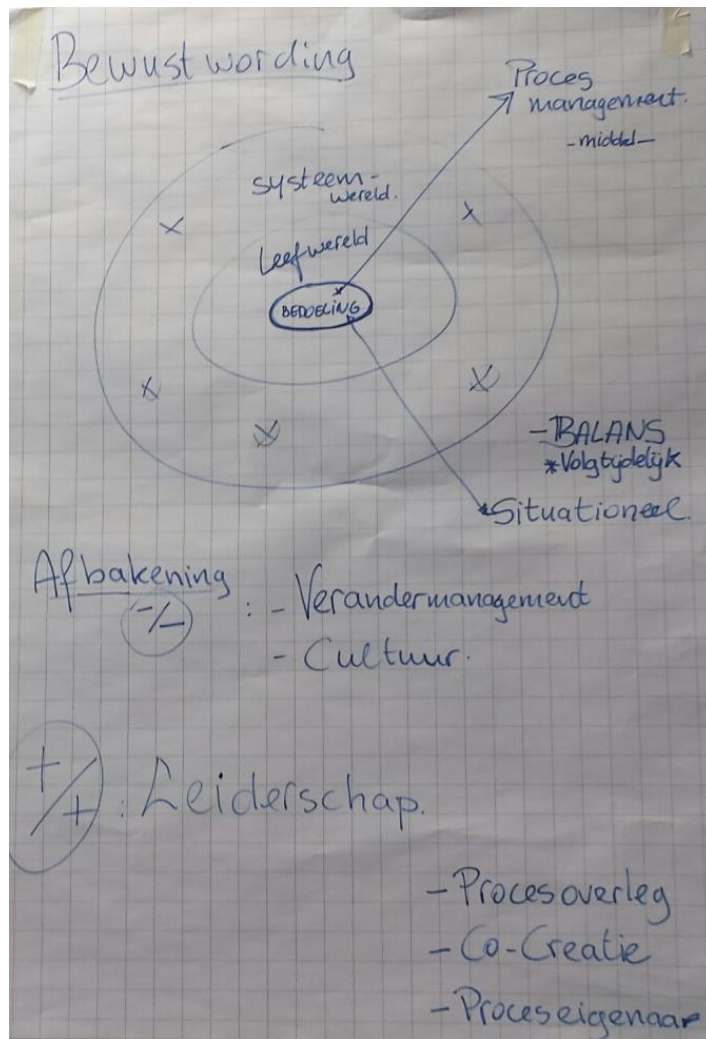 Bewustwording
Proces
management.
-middel-
systeem-
wereld.
Leefwereld
BEDOELING
-BALANS
*Volgtijdelijk
*Situationeel.
Afbakening
-/- : - Verandermanagement
- Cultuur.
+/+ : Leiderschap.
- Procesoverleg
- Co-Creatie
- Proceseigenaar